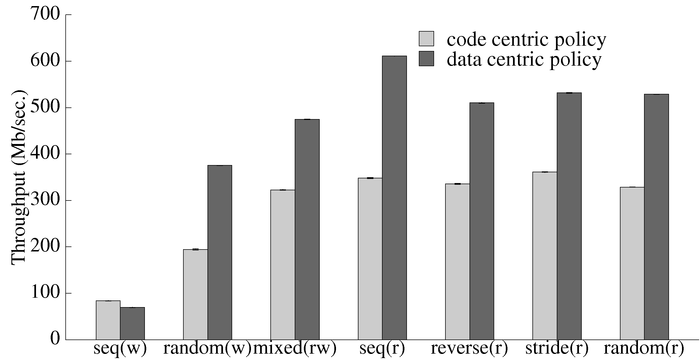 700
600
500
400
300
200
100
0
Throughput (Mb/sec.)
code centric policy
data centric policy
seq(w) random(w) mixed(rw) seq(r) reverse(r) stride(r) random(r)